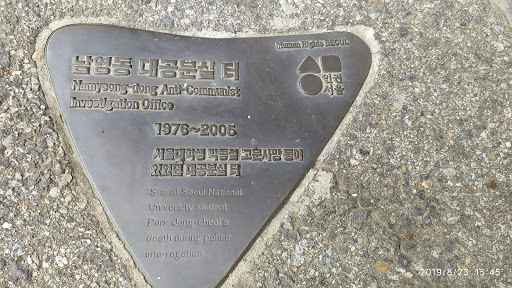 Human Rights SEOUL
남영동 대공분실 터
인권
서울
Namyeong-dong Anti-Communist
Investigation Office
1976~2005
서울대학생 박종철 고문사망 등이
있었던 대공분실 터
Site of Seoul National
University student
Park Jong-cheol's
death during police
interrogation
2019/8/23 15:45